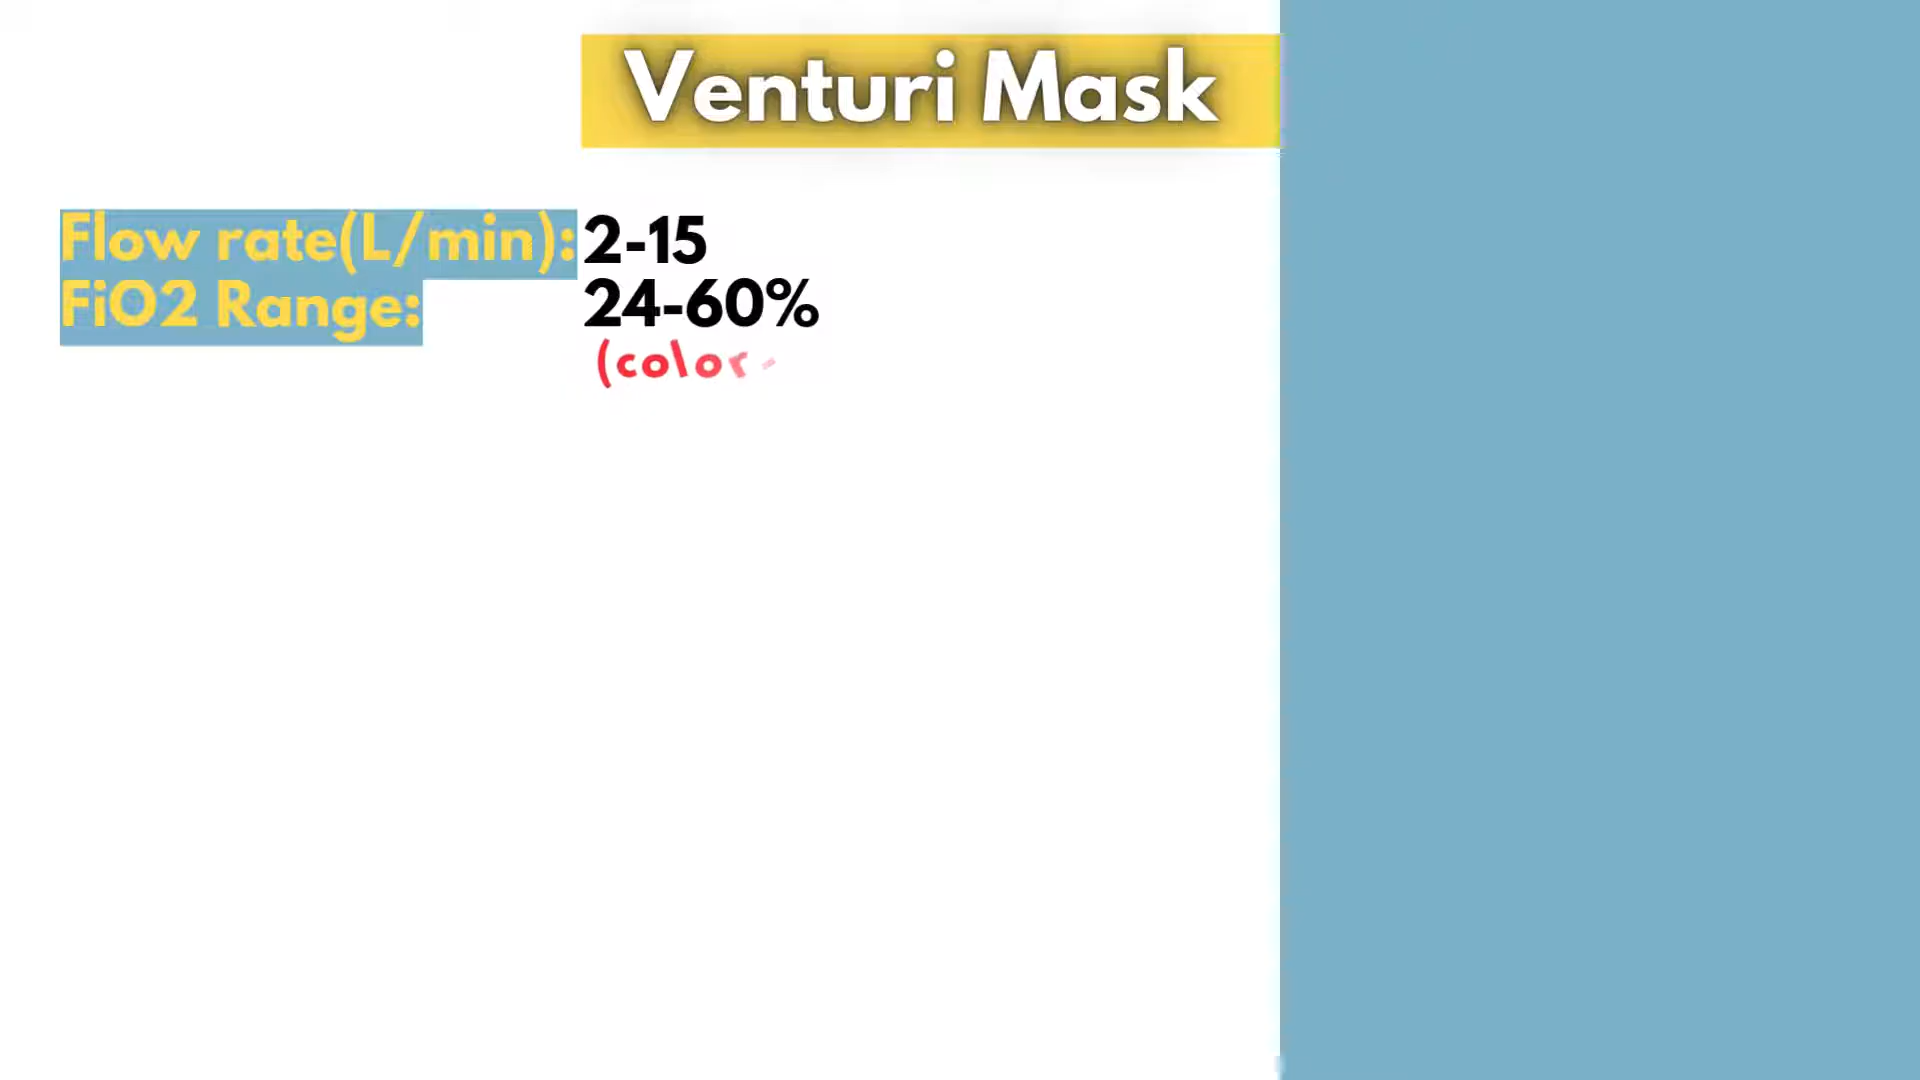 Venturi Mask
Flow rate(L/min): 2-15
FiO2 Range: 24-60%
(color-